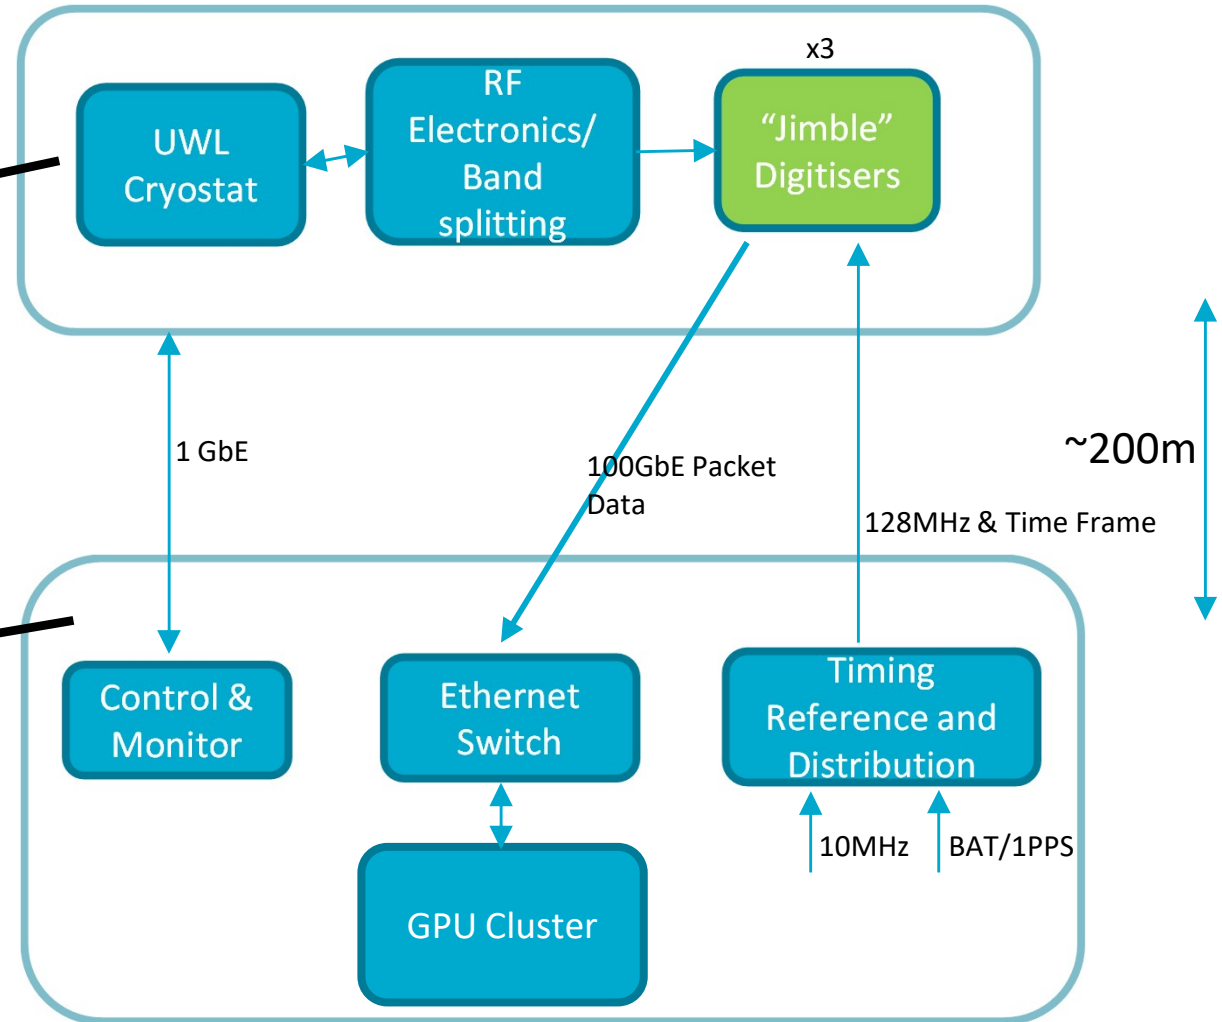 x3
UWL
Cryostat
RF
Electronics/
Band
splitting
“Jimble”
Digitisers
1 GbE
100GbE Packet
Data
~200m
128MHz & Time Frame
Control &
Monitor
Ethernet
Switch
Timing
Reference and
Distribution
10MHz
BAT/1PPS
GPU Cluster